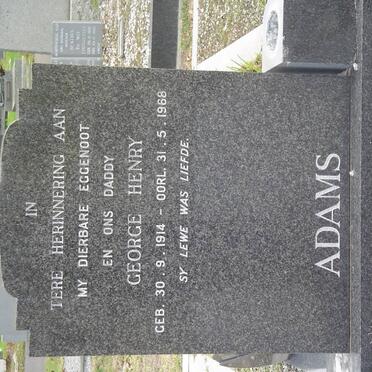 IN
TERE HERINNERING AAN
MY DIERBARE EGGENOOT
EN ONS DADDY
GEORGE HENRY
GEB. 30.9.1914 – OORL. 31.5.1968
SY LEWE WAS LIEFDE.
ADAMS